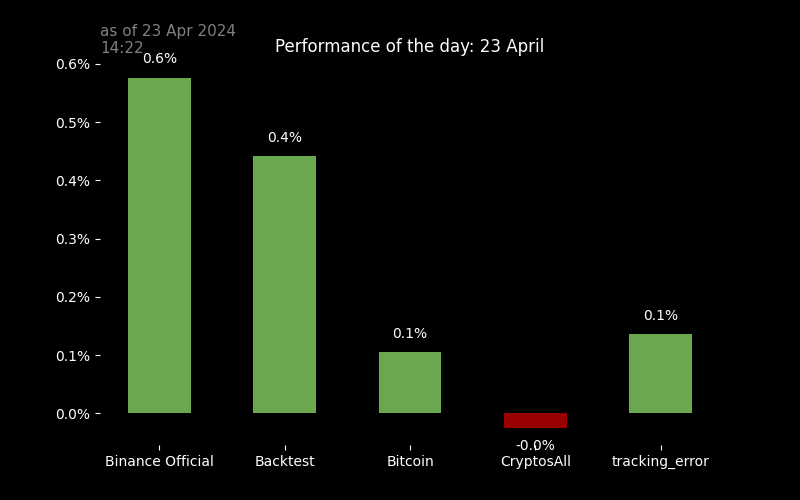 as of 23 Apr 2024
14:22
Performance of the day: 23 April
0.6%
0.5%
0.4%
0.3%
0.2%
0.1%
0.0%
0.6%
0.4%
0.1%
-0.0%
0.1%
Binance Official
Backtest
Bitcoin
CryptosAll
tracking_error